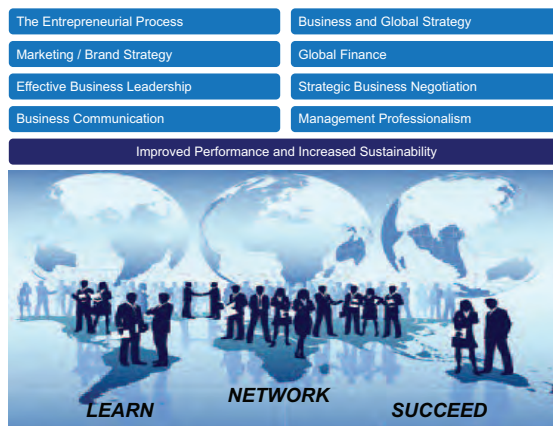 The Entrepreneurial Process
Business and Global Strategy
Marketing / Brand Strategy
Global Finance
Effective Business Leadership
Strategic Business Negotiation
Business Communication
Management Professionalism
Improved Performance and Increased Sustainability
LEARN
NETWORK
SUCCEED